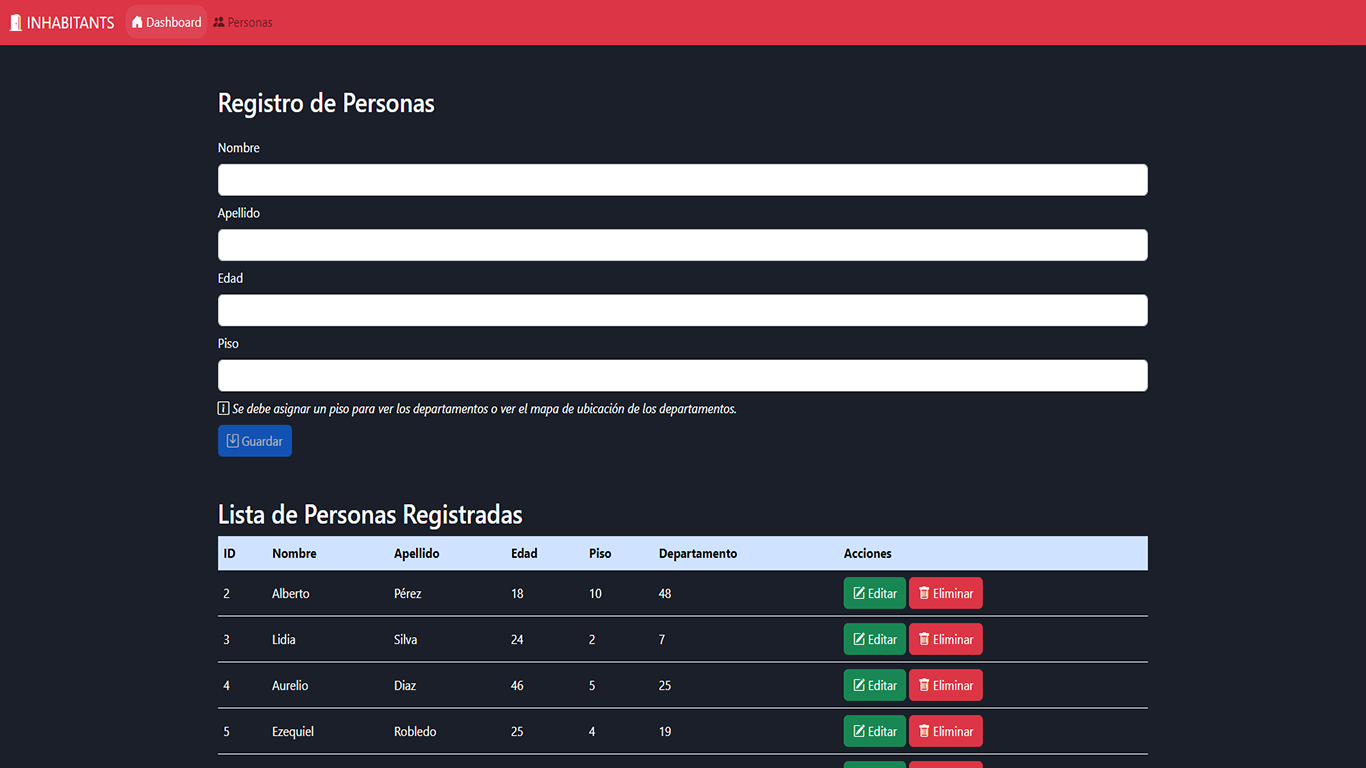 INHABITANTS Dashboard Personas
Registro de Personas
Nombre
Apellido
Edad
Piso
i Se debe asignar un piso para ver los departamentos o ver el mapa de ubicación de los departamentos.
Guardar
Lista de Personas Registradas
ID Nombre Apellido Edad Piso Departamento Acciones
2 Alberto Pérez 18 10 48 Editar Eliminar
3 Lidia Silva 24 2 7 Editar Eliminar
4 Aurelio Diaz 46 5 25 Editar Eliminar
5 Ezequiel Robledo 25 4 19 Editar Eliminar